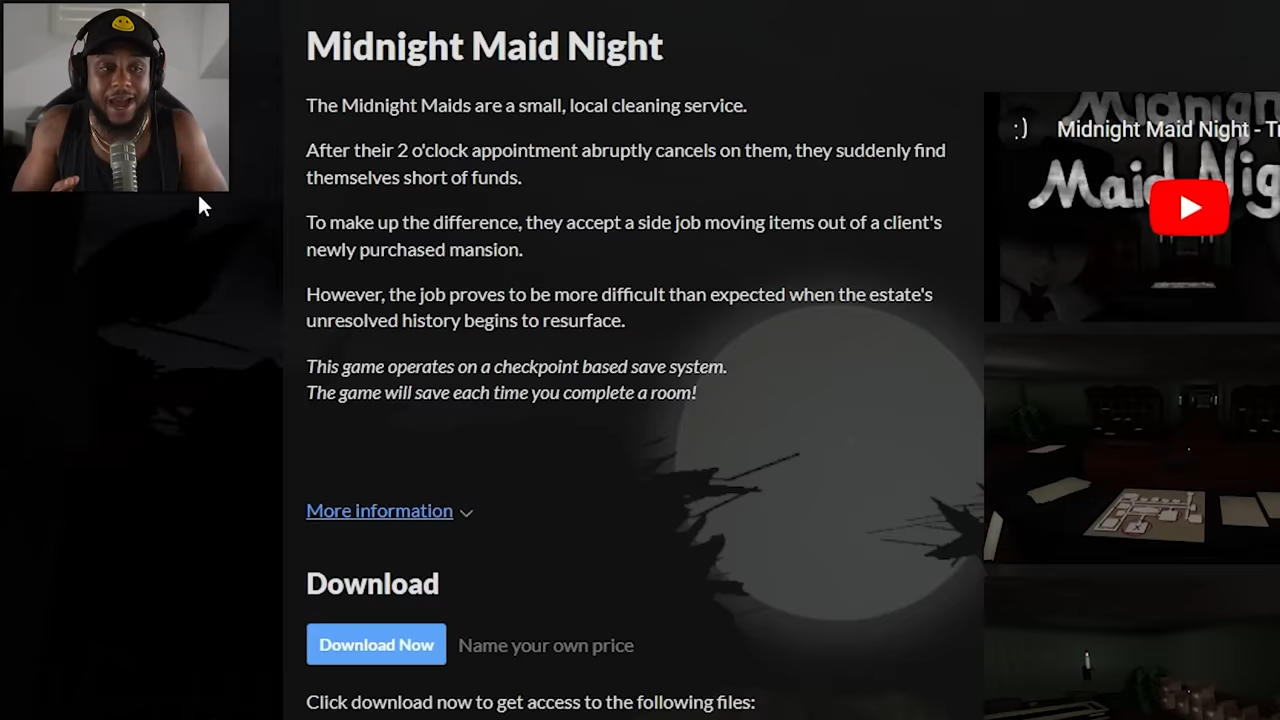 Midnight Maid Night
The Midnight Maids are a small, local cleaning service.
After their 2 o'clock appointment abruptly cancels on them, they suddenly find
themselves short of funds.
To make up the difference, they accept a side job moving items out of a client's
newly purchased mansion.
However, the job proves to be more difficult than expected when the estate's
unresolved history begins to resurface.
This game operates on a checkpoint based save system.
The game will save each time you complete a room!
More information
Download
Download Now
Name your own price
Click download now to get access to the following files:
:)
Midnight Maid Night - T
Midnigh
Maid Nig